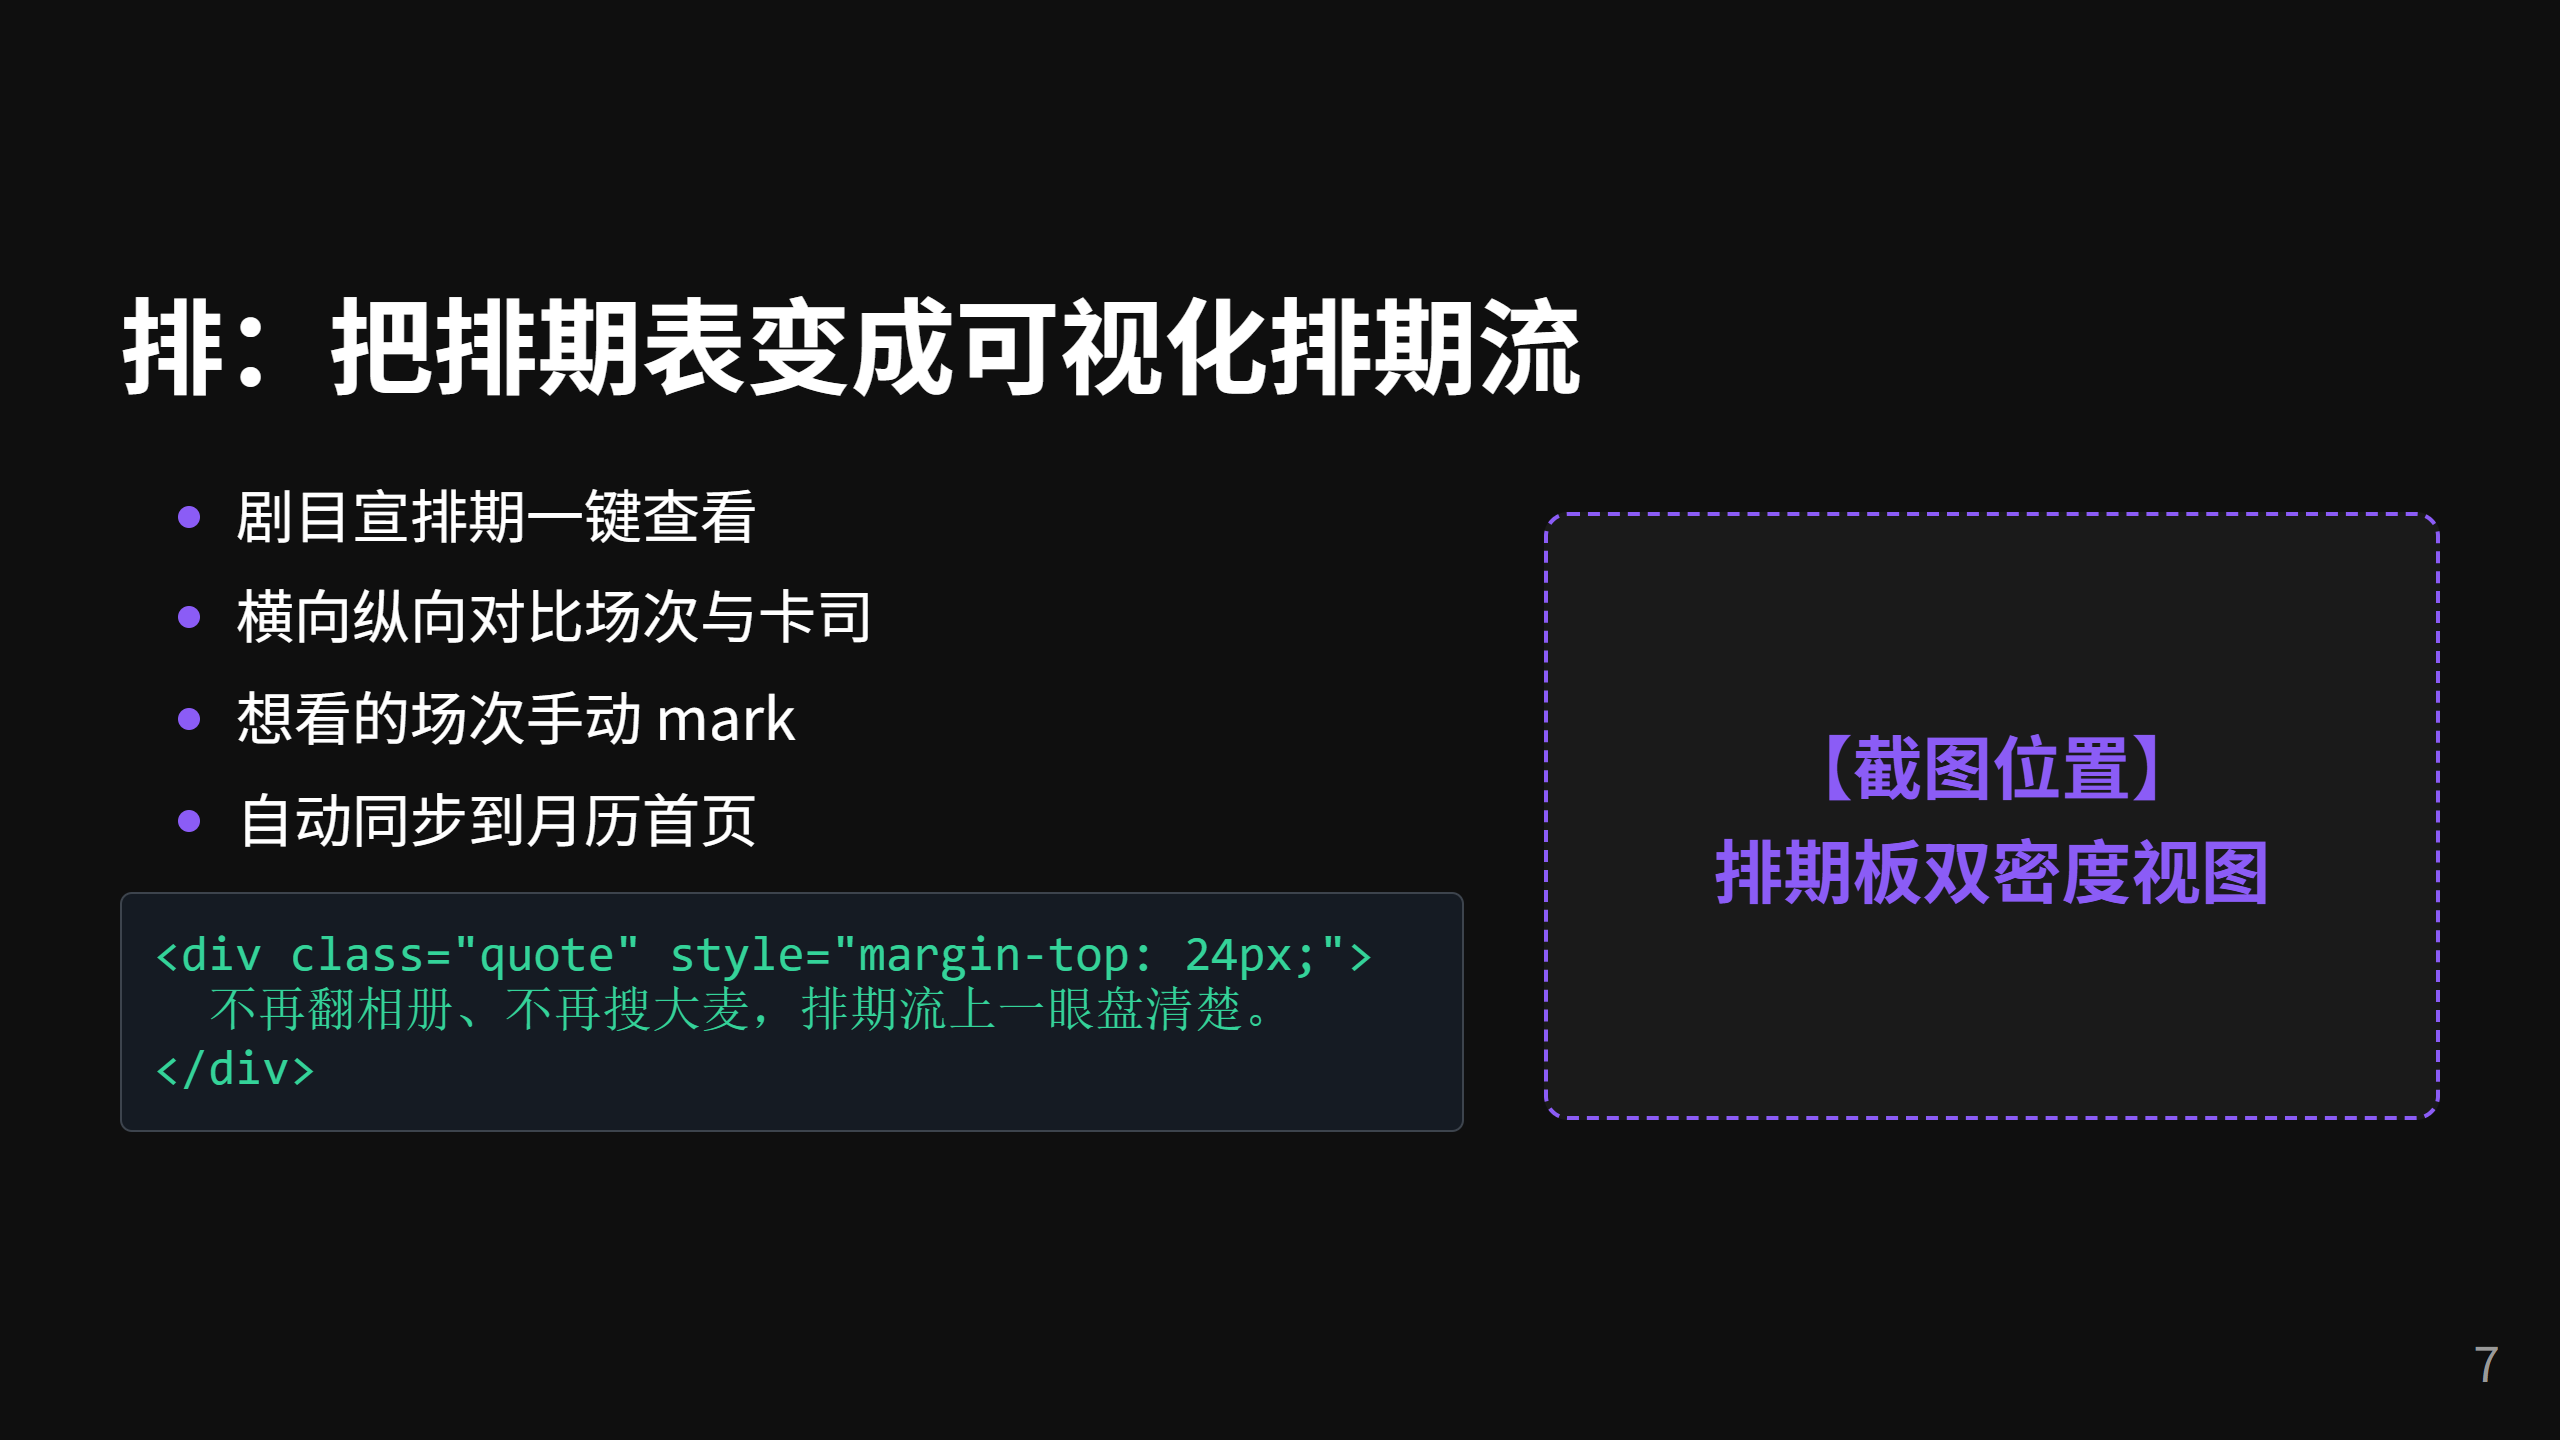 排：把排期表变成可视化排期流
剧目宣排期一键查看
横向纵向对比场次与卡司
想看的场次手动 mark
自动同步到月历首页
<div class="quote" style="margin-top: 24px;">
不再翻相册、不再搜大麦，排期流上一眼盘清楚。
</div>
【截图位置】
排期板双密度视图
7